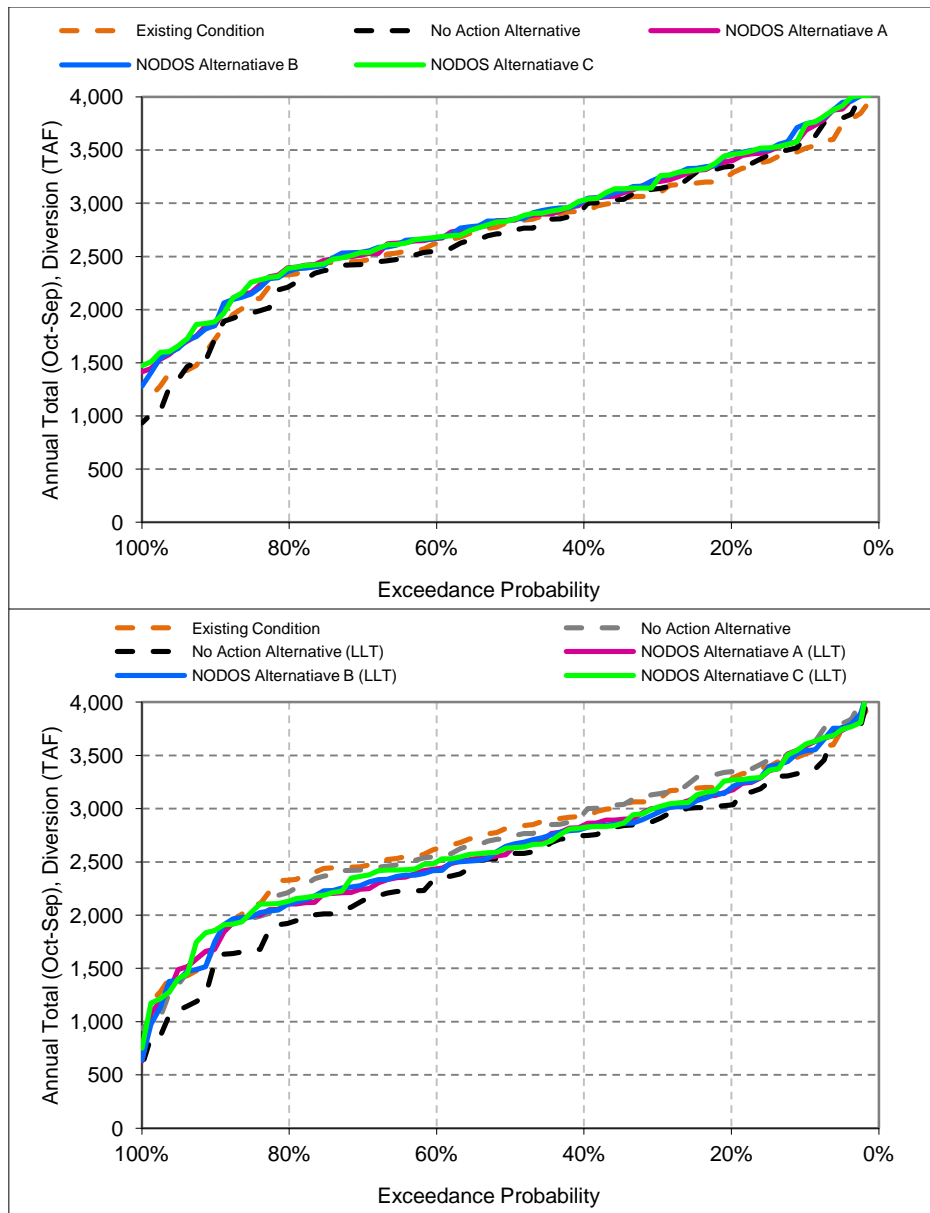 Existing Condition No Action Alternative NODOS Alternatiave A
NODOS Alternatiave B NODOS Alternatiave C
Annual Total (Oct-Sep), Diversion (TAF)
4,000
3,500
3,000
2,500
2,000
1,500
1,000
500
0
100% 80% 60% 40% 20% 0%
Exceedance Probability
Existing Condition No Action Alternative
No Action Alternative (LLT) NODOS Alternatiave A (LLT)
NODOS Alternatiave B (LLT) NODOS Alternatiave C (LLT)
Annual Total (Oct-Sep), Diversion (TAF)
4,000
3,500
3,000
2,500
2,000
1,500
1,000
500
0
100% 80% 60% 40% 20% 0%
Exceedance Probability